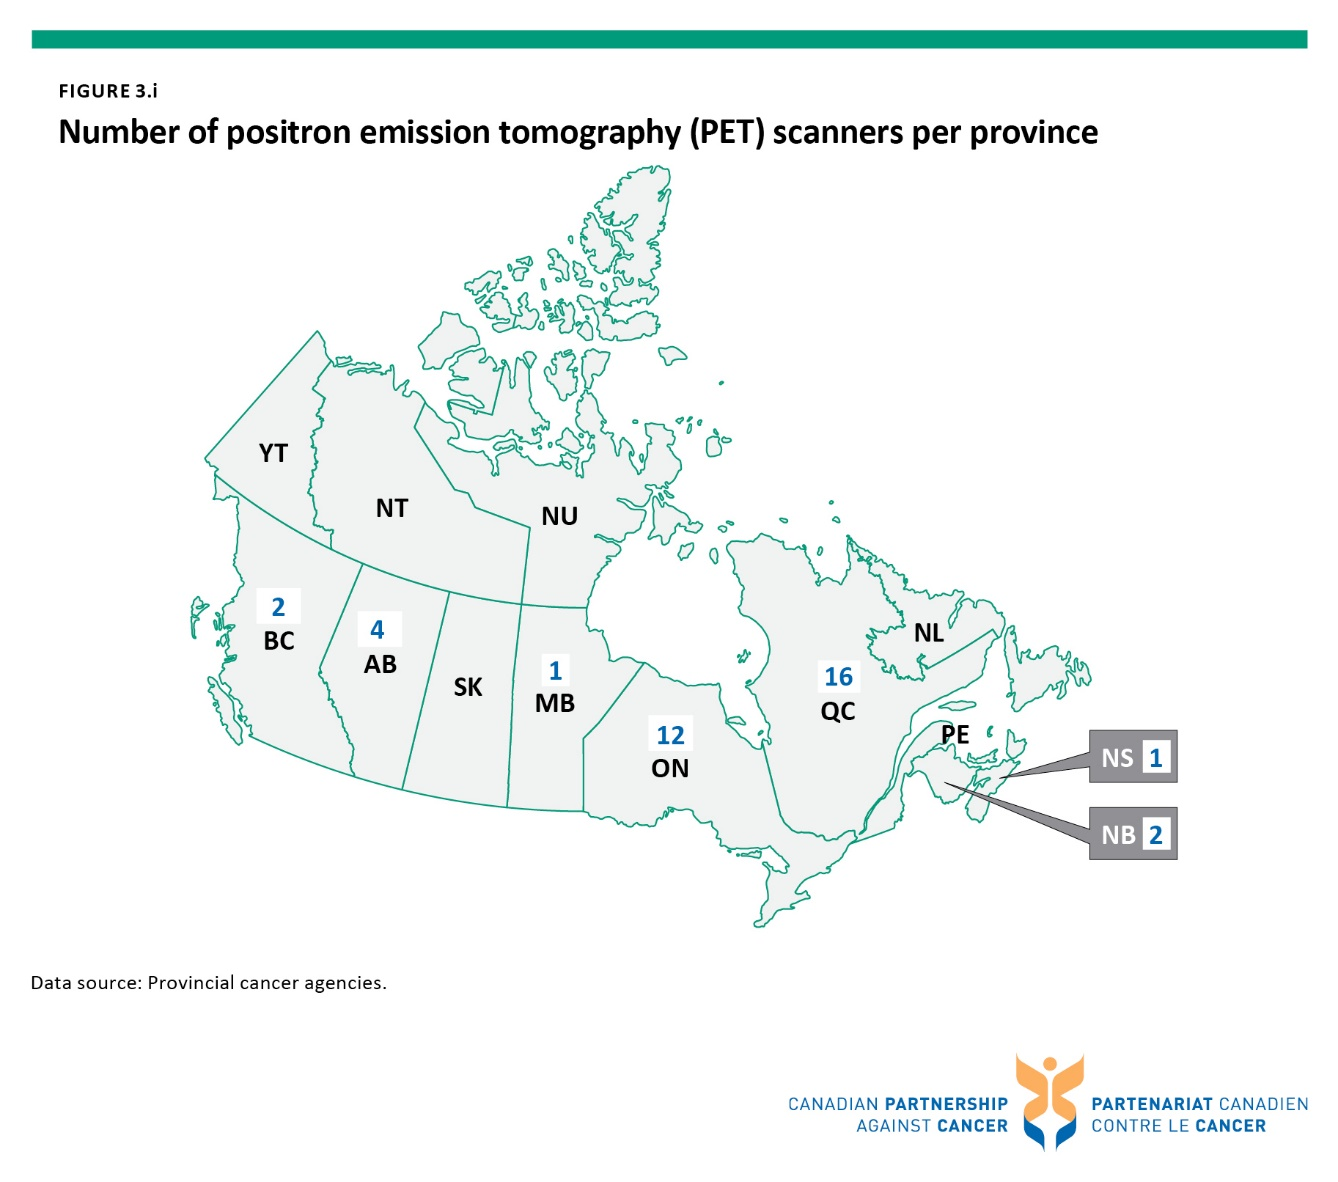 FIGURE 3.i
Number of positron emission tomography (PET) scanners per province
YT
NT
NU
2
BC
4
AB
SK
1
MB
12
ON
16
QC
NL
PE
NS 1
NB 2
Data source: Provincial cancer agencies.
CANADIAN PARTNERSHIP
AGAINST CANCER
PARTENARIAT CANADIEN
CONTRE LE CANCER